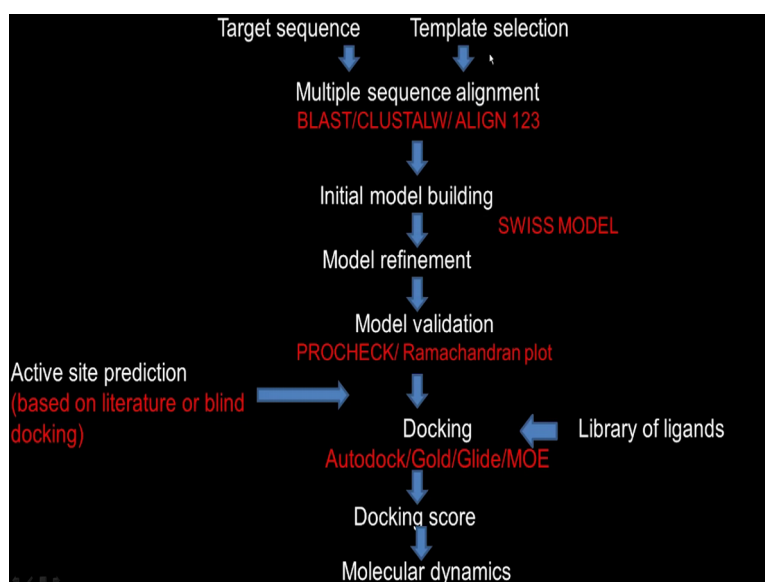 Target sequence
Template selection
Multiple sequence alignment
BLAST/CLUSTALW/ ALIGN 123
Initial model building
SWISS MODEL
Model refinement
Model validation
PROCHECK/ Ramachandran plot
Active site prediction
(based on literature or blind
docking)
Docking
Library of ligands
Autodock/Gold/Glide/MOE
Docking score
Molecular dynamics